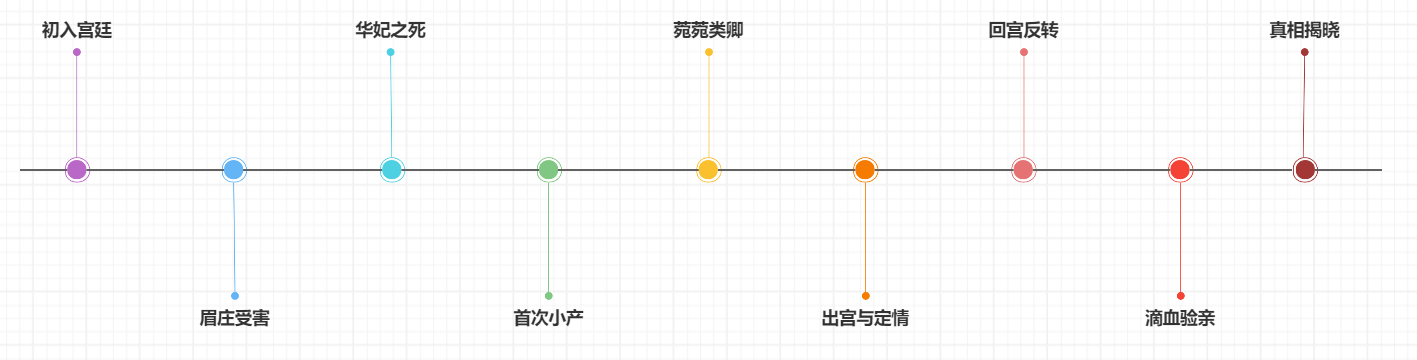 初入宫廷
眉庄受害
华妃之死
首次小产
菀菀类卿
出宫与定情
回宫反转
滴血验亲
真相揭晓